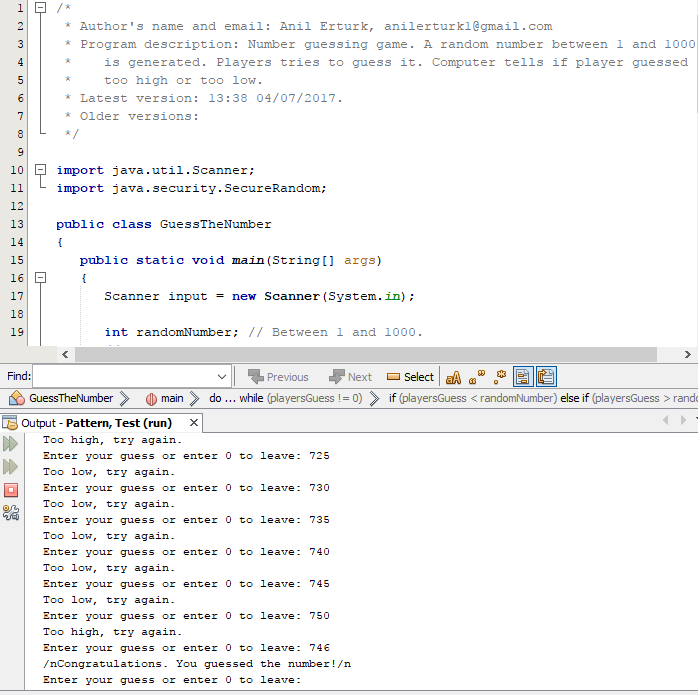 1 /*
2 * Author's name and email: Anil Erturk, anilerturk1@gmail.com
3 * Program description: Number guessing game. A random number between 1 and 1000
4 * is generated. Players tries to guess it. Computer tells if player guessed
5 * too high or too low.
6 * Latest version: 13:38 04/07/2017.
7 * Older versions:
8 */
9
10 import java.util.Scanner;
11 import java.security.SecureRandom;
12
13 public class GuessTheNumber
14 {
15 public static void main(String[] args)
16 {
17 Scanner input = new Scanner(System.in);
18
19 int randomNumber; // Between 1 and 1000.
Find: Previous Next Select aA
GuessTheNumber main do ... while (playersGuess != 0) if (playersGuess < randomNumber) else if (playersGuess > rando
Output - Pattern, Test (run) ×
Too high, try again.
Enter your guess or enter 0 to leave: 725
Too low, try again.
Enter your guess or enter 0 to leave: 730
Too low, try again.
Enter your guess or enter 0 to leave: 735
Too low, try again.
Enter your guess or enter 0 to leave: 740
Too low, try again.
Enter your guess or enter 0 to leave: 745
Too low, try again.
Enter your guess or enter 0 to leave: 750
Too high, try again.
Enter your guess or enter 0 to leave: 746
/nCongratulations. You guessed the number!/n
Enter your guess or enter 0 to leave: